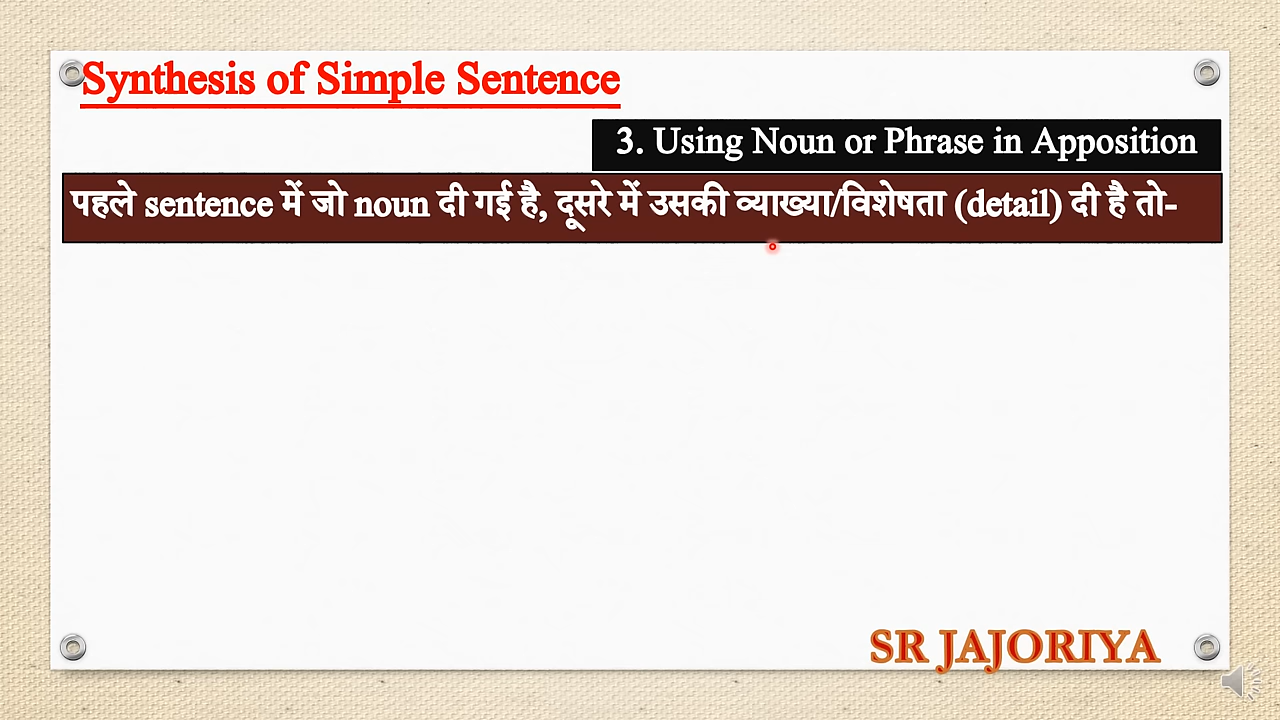 Synthesis of Simple Sentence
3. Using Noun or Phrase in Apposition
पहले sentence में जो noun दी गई है, दूसरे में उसकी व्याख्या/विशेषता (detail) दी है तो-
SR JAJORIYA